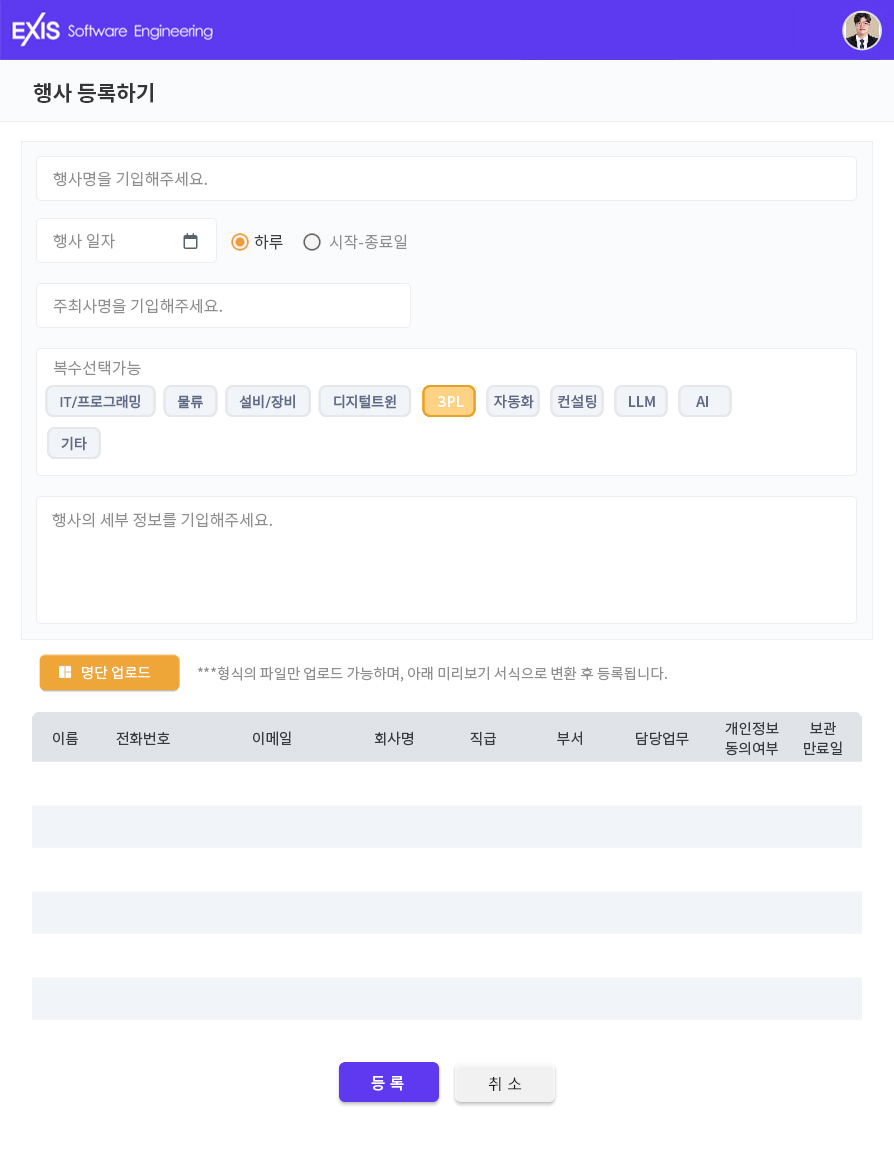 EXIS Software Engineering
행사 등록하기
행사명을 기입해주세요.
행사 일자 하루 시작-종료일
주최사명을 기입해주세요.
복수선택가능
IT/프로그래밍 물류 설비/장비 디지털트윈 3PL 자동화 컨설팅 LLM AI
기타
행사의 세부 정보를 기입해주세요.
명단 업로드 ***형식의 파일만 업로드 가능하며, 아래 미리보기 서식으로 변환 후 등록됩니다.
이름 전화번호 이메일 회사명 직급 부서 담당업무 개인정보 보관
동의여부 만료일
등 록 취 소